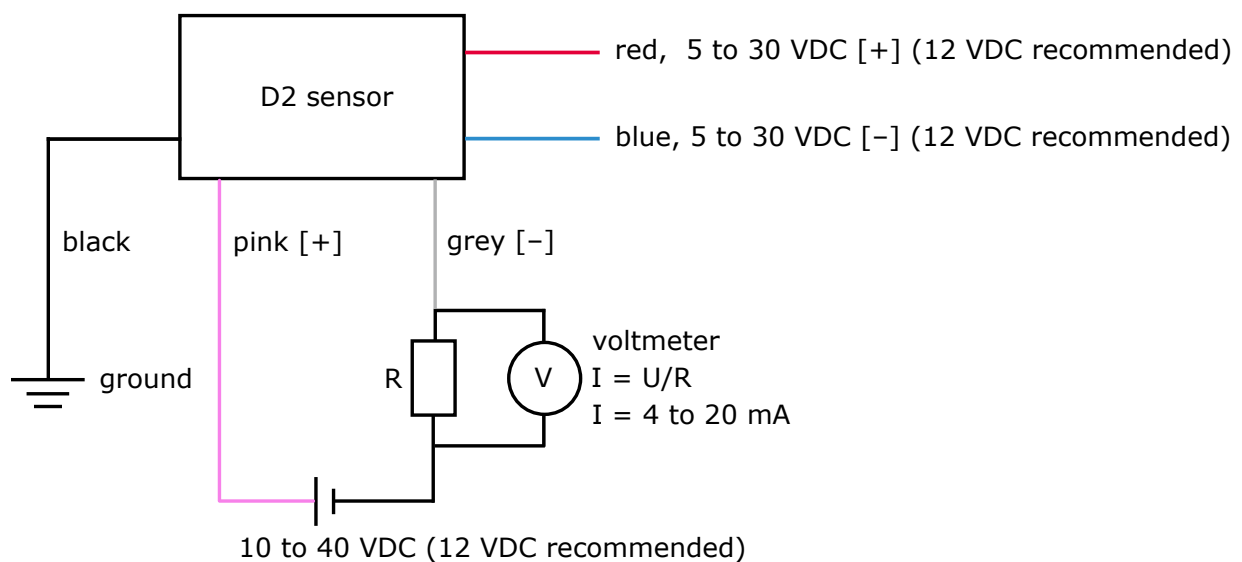 red, 5 to 30 VDC [+] (12 VDC recommended)
D2 sensor
blue, 5 to 30 VDC [–] (12 VDC recommended)
black
pink [+]
grey [–]
voltmeter
R
V
I = U/R
ground
I = 4 to 20 mA
10 to 40 VDC (12 VDC recommended)